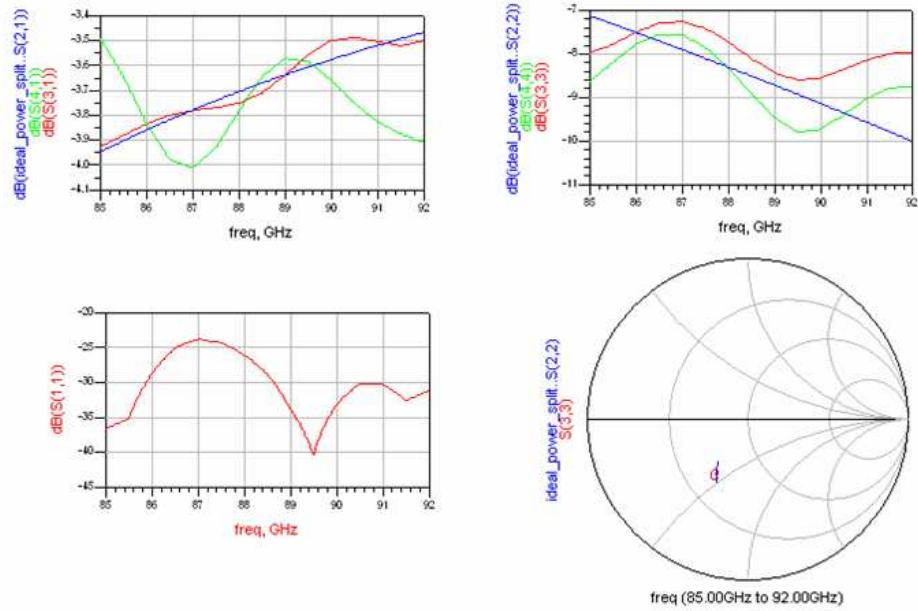 dB(ideal_power_split..S(2,1)
dB(S(4,1))
dB(S(3,1))
-3.4
-3.5
-3.6
-3.8
-3.9
-4.0
-4.1
85 86 87 88 89 90 91 92
freq, GHz
dB(ideal_power_split..S(2,2)
dB(S(4,4))
dB(S(3,3))
-7
-8
-9
-10
-11
85 86 87 88 89 90 91 92
freq, GHz
dB(S(1,1))
-20
-25
-30
-35
-40
-45
85 86 87 88 89 90 91 92
freq, GHz
ideal_power_split..S(2,2)
S(3,3)
freq (85.00GHz to 92.00GHz)